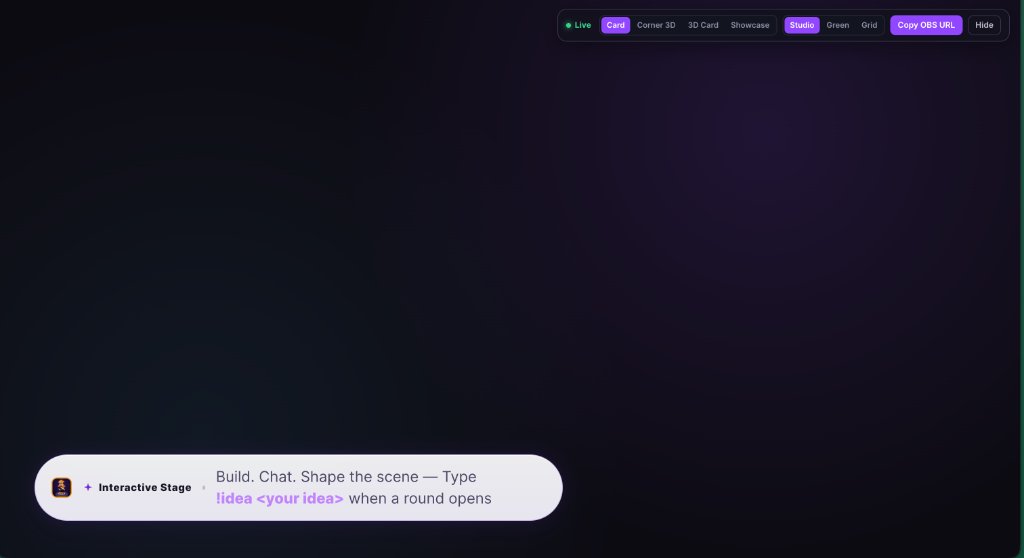 Live Card Corner 3D 3D Card Showcase Studio Green Grid Copy OBS URL Hide
Interactive Stage
Build. Chat. Shape the scene — Type
!idea <your idea> when a round opens